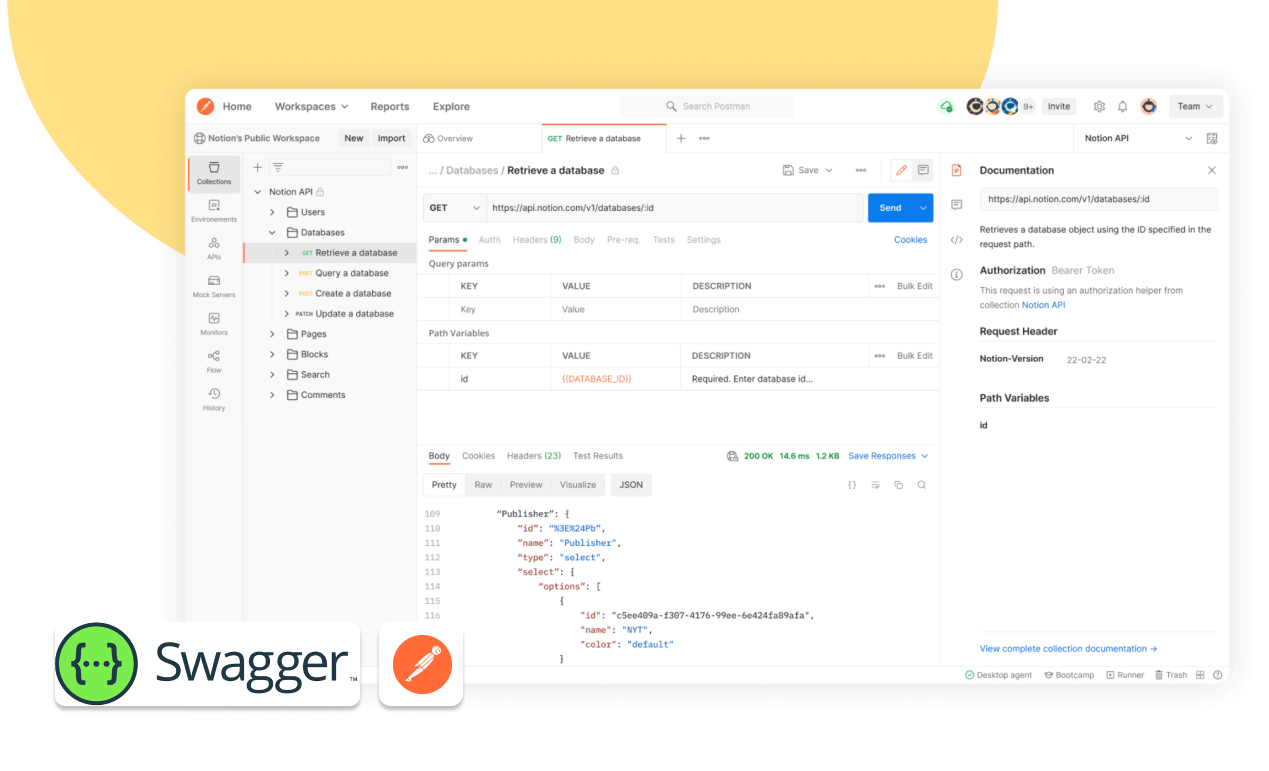 Home Workspaces Reports Explore Search Postman 9+ Invite Team
Notion's Public Workspace New Import Overview GET Retrieve a database Notion API
Collections
Environements
APIs
Mock Servers
Monitors
Flow
History
Notion API
Users
Databases
GET Retrieve a database
POST Query a database
POST Create a database
PATCH Update a database
Pages
Blocks
Search
Comments
... / Databases / Retrieve a database Save
GET https://api.notion.com/v1/databases/:id Send
Params Auth\ Headers (9) Body Pre-req. Tests Settings Cookies
Query params
KEY VALUE DESCRIPTION Bulk Edit
Key Value Description
Path Variables
KEY VALUE DESCRIPTION Bulk Edit
id {{DATABASE_ID}} Required. Enter database id...
Body Cookies Headers (23) Test Results 200 OK 14.6 ms 1.2 KB Save Responses
Pretty Raw Preview Visualize JSON
109 “Publisher”: {
110 “id”: “%3E%24Pb”,
111 “name”: “Publisher”,
112 “type”: “select”,
113 “select”: {
114 “options”: [
115 {
116 "id": "c5ee409a-f307-4176-99ee-6e424fa89afa",
"name": "NYT",
"color": "default"
}
Documentation
https://api.notion.com/v1/databases/:id
Retrieves a database object using the ID specified in the
request path.
Authorization Bearer Token
This request is using an authorization helper from
collection Notion API
Request Header
Notion-Version 22-02-22
Path Variables
id
View complete collection documentation →
Desktop agent Bootcamp Runner Trash
{···} Swagger™